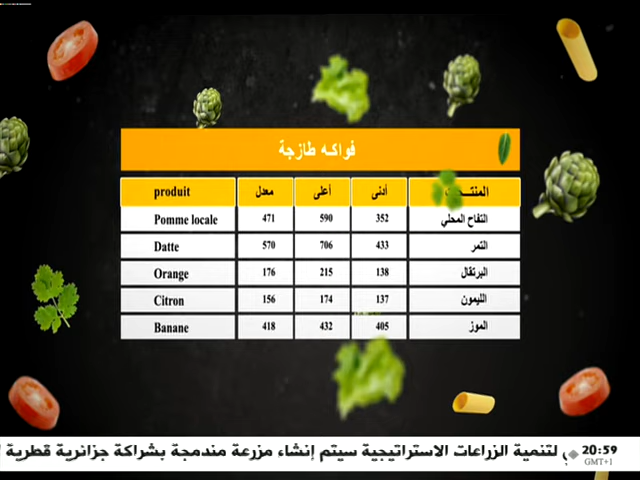 فواكه طازجة
produit معدل أعلى أدنى
Pomme locale 471 590 352 التفاح المحلي
Datte 570 706 433 التمر
Orange 176 215 138 البرتقال
Citron 156 174 137 الليمون
Banane 418 432 405 الموز
لتنمية الزراعات الاستراتيجية سيتم إنشاء مزرعة مندمجة بشراكة جزائرية قطرية
20:59
GMT+1